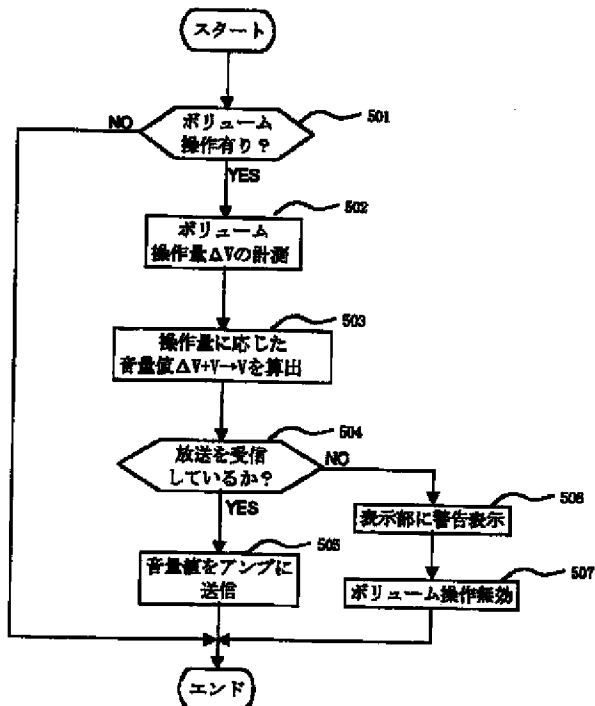 スタート
ボリューム
操作有り？
501
NO
YES
502
ボリューム
操作量ΔVの計測
503
操作量に応じた
音量値ΔV+V→Vを算出
504
放送を受信
しているか？
NO
YES
506
表示部に警告表示
505
音量値をアンプに
送信
507
ボリューム操作無効
エンド